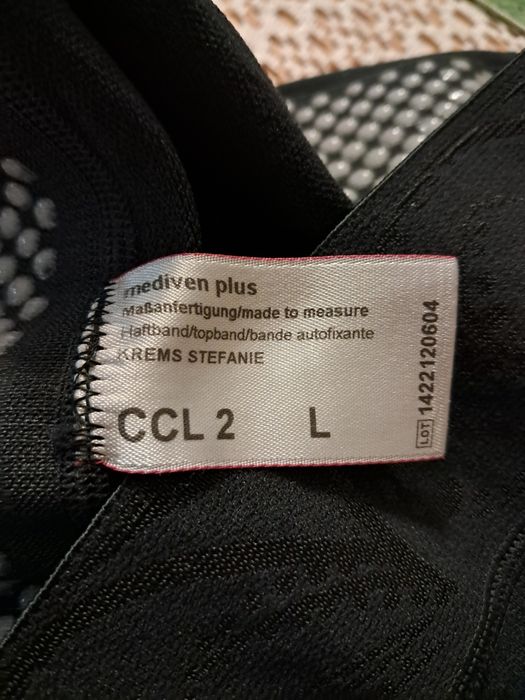 mediven plus
Maßanfertigung/made to measure
Haftband/topband/bande autofixante
KREMS STEFANIE
CCL 2 L
LOT 1422120604